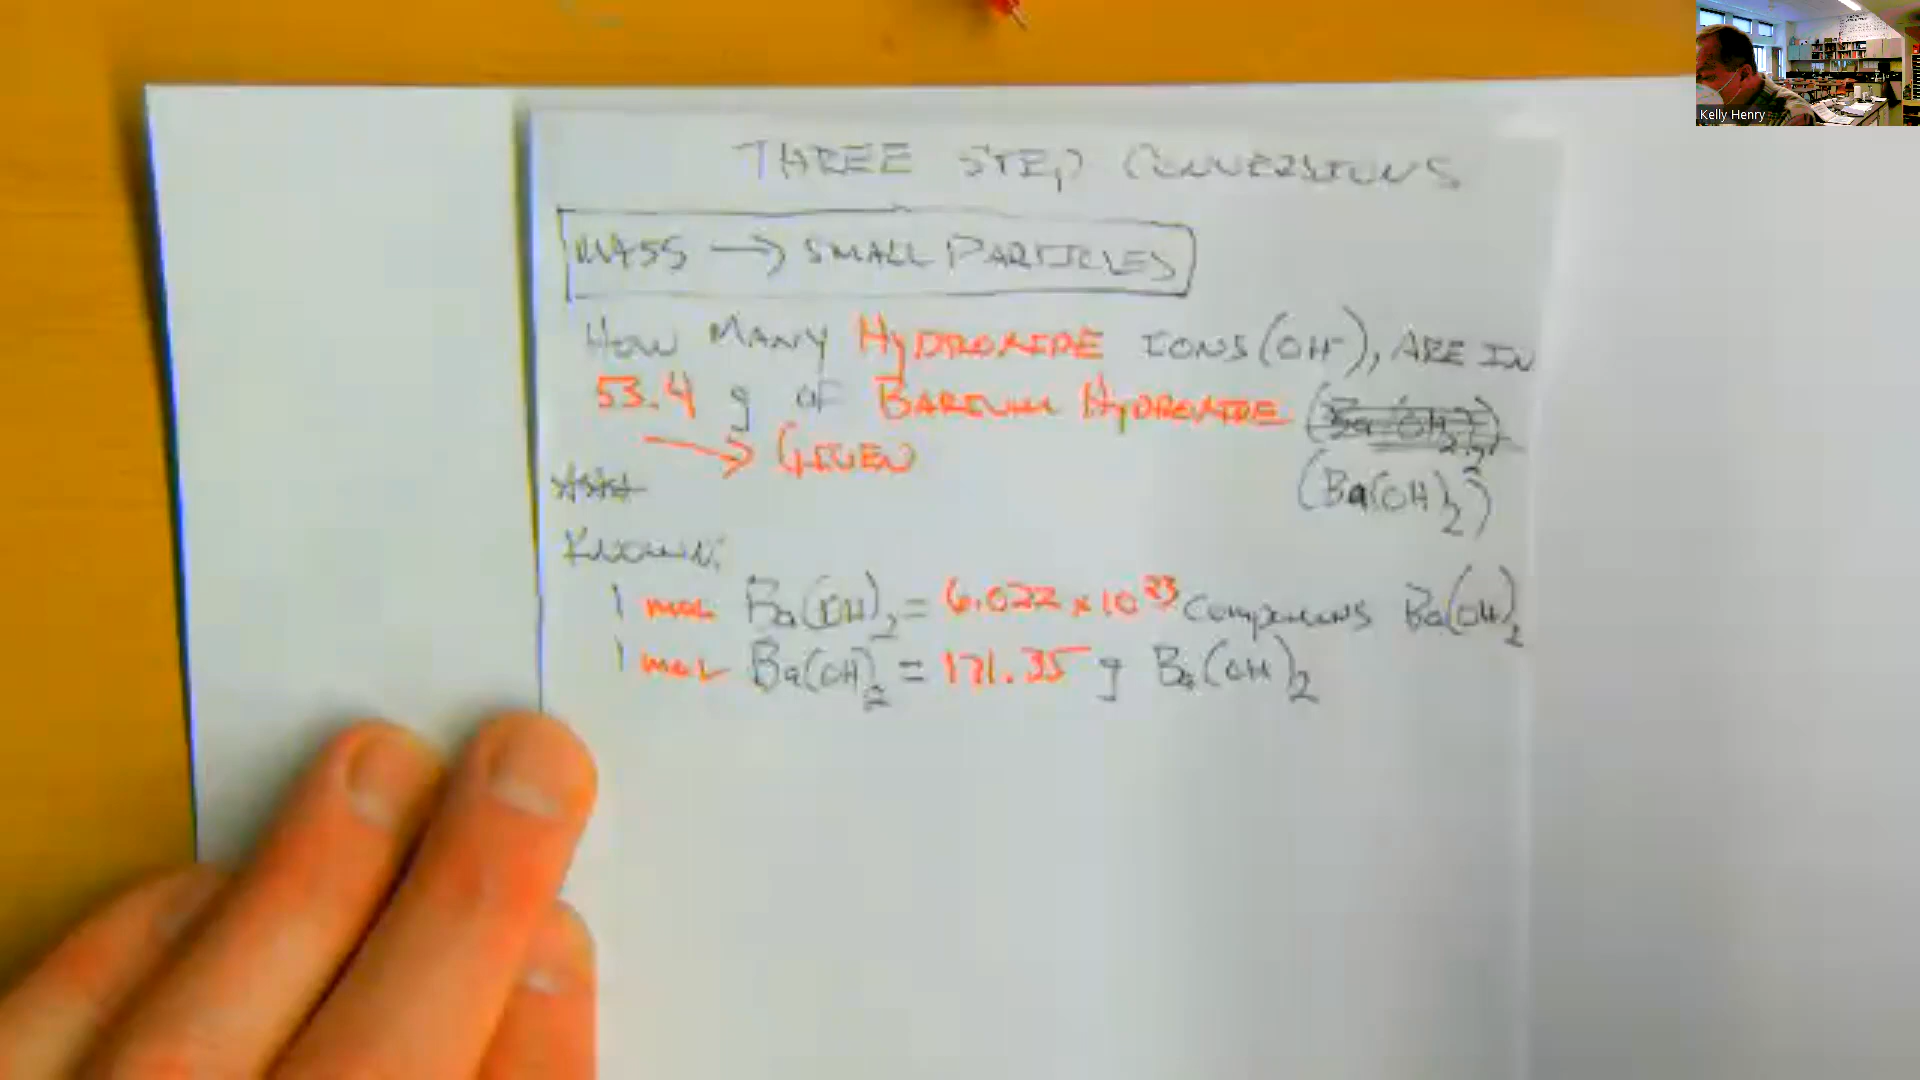 THREE STEP CONVERSIONS
MASS → SMALL PARTICLES
HOW MANY HYDROXIDE IONS (OH⁻), ARE IN
53.4 g OF BARIUM HYDROXIDE
→ GIVEN
(Ba(OH)₂)
KNOWN:
1 mol Ba(OH)₂ = 6.022 x 10²³ Compounds Ba(OH)₂
1 mol Ba(OH)₂ = 171.35 g Ba(OH)₂
Kelly Henry